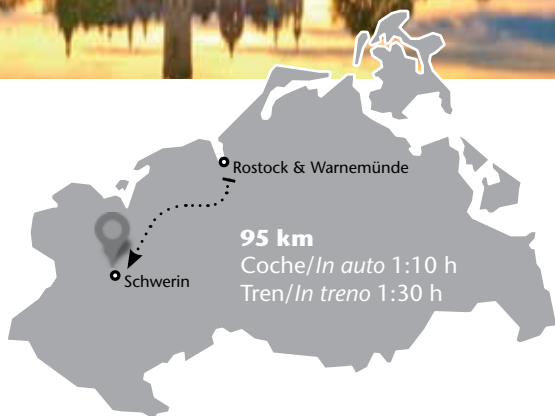 Rostock & Warnemünde
95 km
Coche/In auto 1:10 h
Tren/In treno 1:30 h
Schwerin